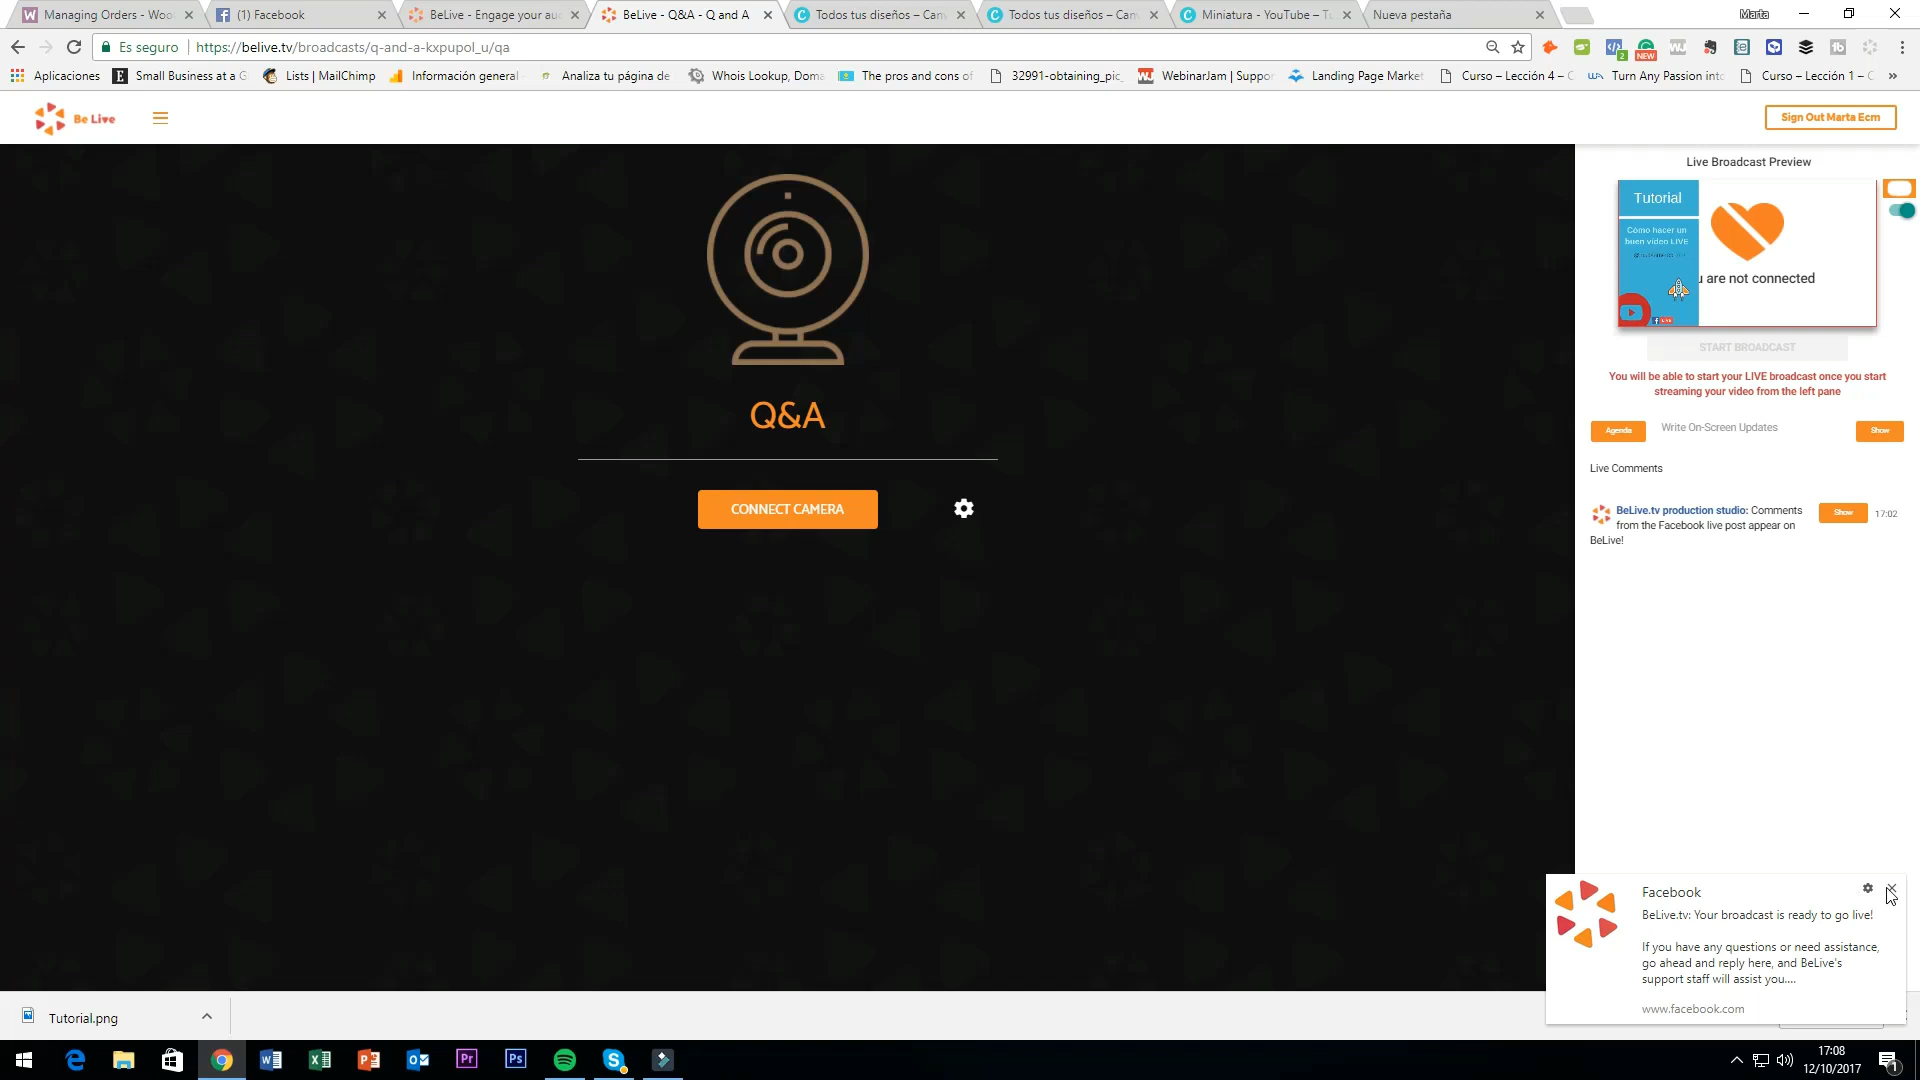 Managing Orders - Woo
(1) Facebook
BeLive - Engage your au
BeLive - Q&A - Q and A
Todos tus diseños – Can
Todos tus diseños – Can
Miniatura - YouTube – Tu
Nueva pestaña
Marta
Es seguro
https://belive.tv/broadcasts/q-and-a-kxpupol_u/qa
2
NEW
Aplicaciones
Small Business at a G
Lists | MailChimp
Información general
Analiza tu página de
Whois Lookup, Doma
The pros and cons of
32991-obtaining_pic_
WebinarJam | Suppor
Landing Page Market
Curso – Lección 4 – C
Turn Any Passion into
Curso – Lección 1 – C
Be Live
Sign Out Marta Ecm
Live Broadcast Preview
Tutorial
Cómo hacer un
buen vídeo LIVE
u are not connected
START BROADCAST
You will be able to start your LIVE broadcast once you start
streaming your video from the left pane
Agenda
Write On-Screen Updates
Show
Live Comments
BeLive.tv production studio: Comments
from the Facebook live post appear on
BeLive!
Show
17:02
Q&A
CONNECT CAMERA
Facebook
BeLive.tv: Your broadcast is ready to go live!
If you have any questions or need assistance,
go ahead and reply here, and BeLive's
support staff will assist you....
www.facebook.com
Tutorial.png
Pr
Ps
17:08
12/10/2017
1